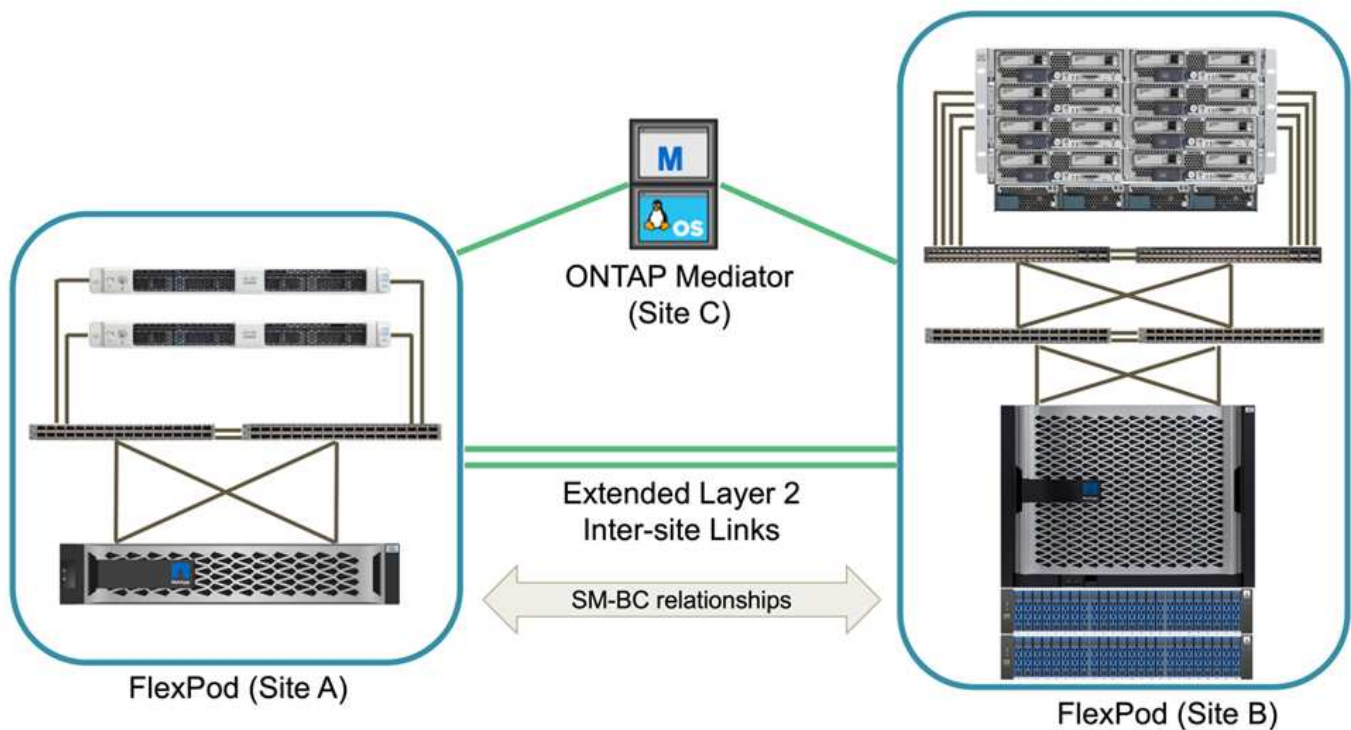 M
OS
ONTAP Mediator
(Site C)
Extended Layer 2
Inter-site Links
SM-BC relationships
FlexPod (Site A)
FlexPod (Site B)